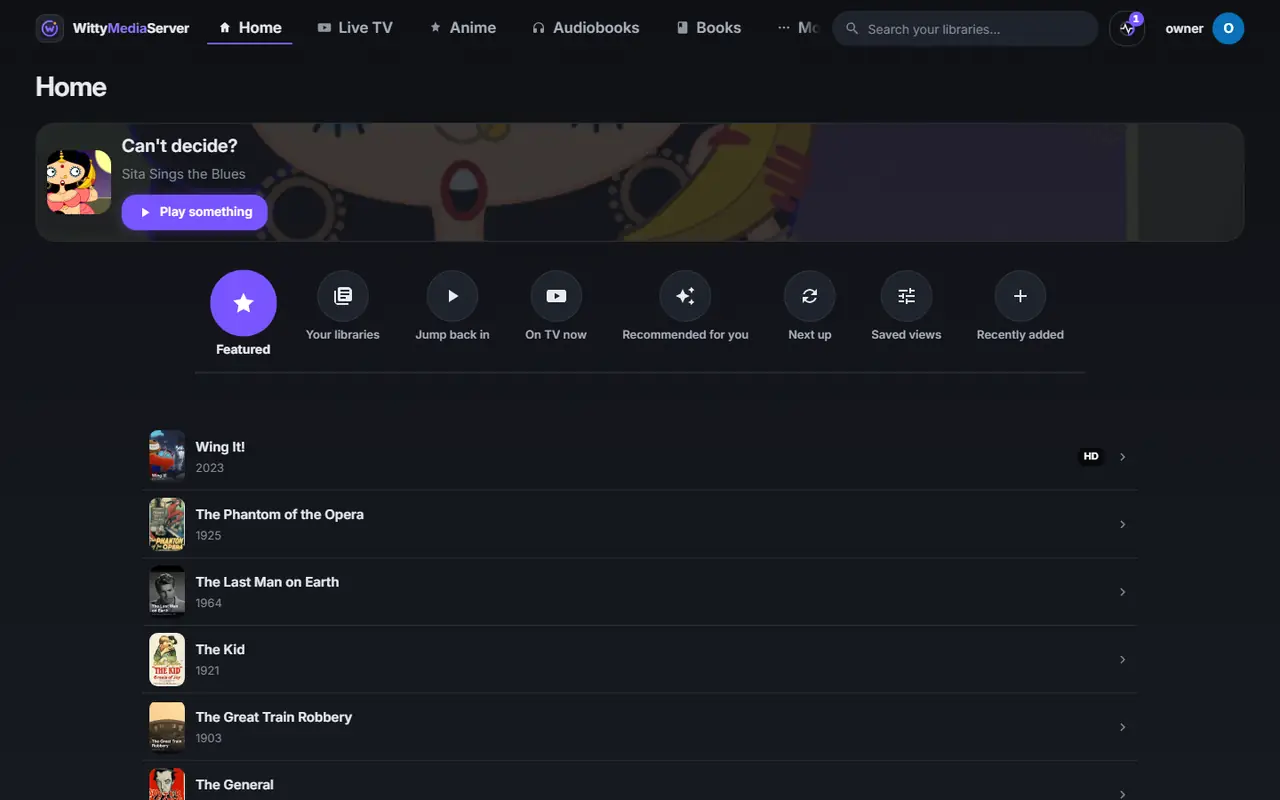 WittyMediaServer
Home
Live TV
Anime
Audiobooks
Books
Mo
Search your libraries...
1
owner
O
Home
Can't decide?
Sita Sings the Blues
Play something
Featured
Your libraries
Jump back in
On TV now
Recommended for you
Next up
Saved views
Recently added
Wing It!
2023
HD
The Phantom of the Opera
1925
The Last Man on Earth
1964
The Kid
1921
THE KID
The Great Train Robbery
1903
The General